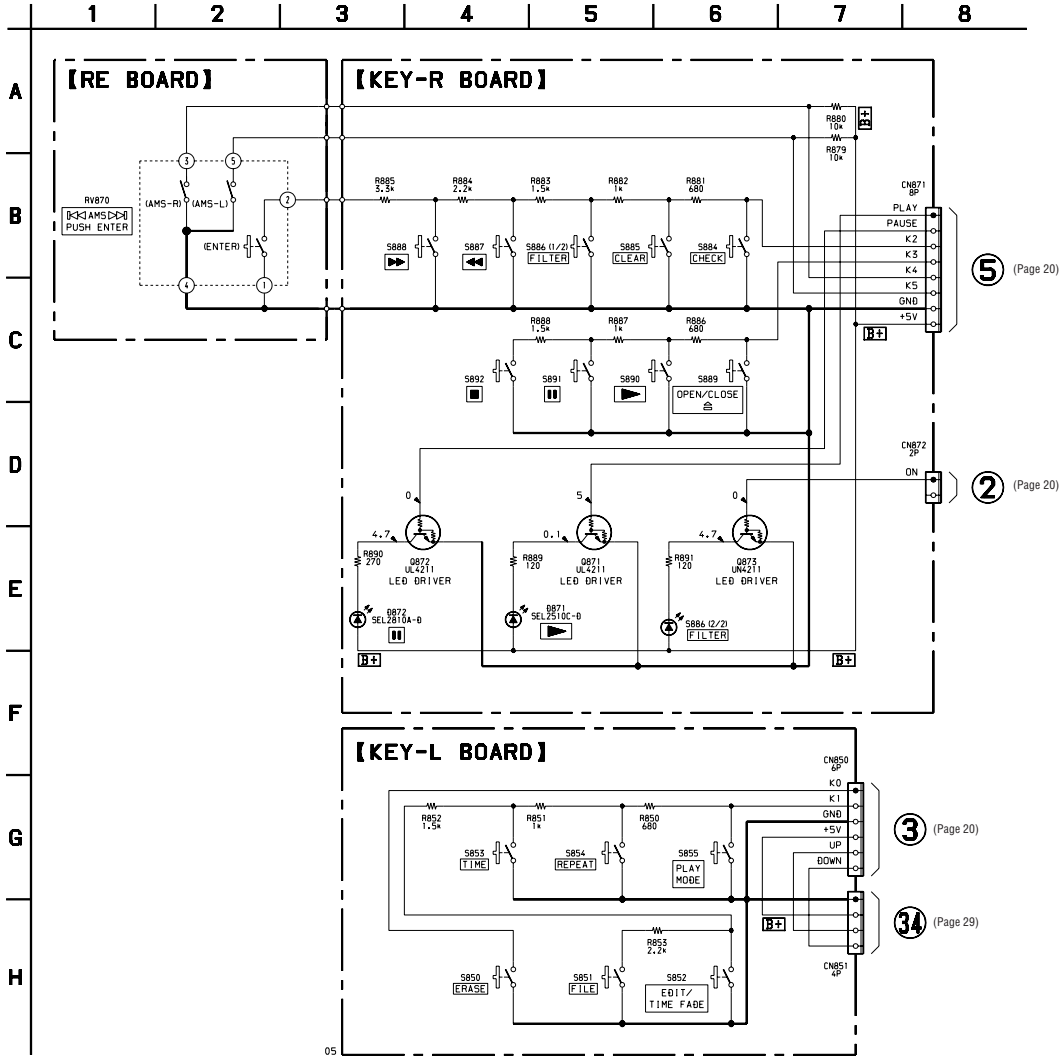 1 2 3 4 5 6 7 8
A
B
C
D
E
F
G
H
【RE BOARD】
【KEY-R BOARD】
R880
10k
B+
R879
10k
3
5
2
4
1
(AMS-R)
(AMS-L)
(ENTER)
RV870
AMS
PUSH ENTER
R885
3.3k
R884
2.2k
R883
1.5k
R882
1k
R881
680
S888
S887
S886 (1/2)
FILTER
S885
CLEAR
S884
CHECK
CN871
8P
PLAY
PAUSE
K2
K3
K4
K5
GND
+5V
B+
5
(Page 20)
R888
1.5k
R887
1k
R886
680
S892
S891
S890
S889
OPEN/CLOSE
CN872
2P
ON
2
(Page 20)
0
5
0
4.7
0.1
4.7
R890
270
Q872
UL4211
LED DRIVER
R889
120
Q871
UL4211
LED DRIVER
R891
120
Q873
UN4211
LED DRIVER
D872
SEL2810A-D
D871
SEL2510C-D
S886 (2/2)
FILTER
B+
B+
【KEY-L BOARD】
CN850
6P
K0
K1
GND
+5V
UP
DOWN
3
(Page 20)
R852
1.5k
R851
1k
R850
680
S853
TIME
S854
REPEAT
S855
PLAY
MODE
B+
34
(Page 29)
CN851
4P
R853
2.2k
S850
ERASE
S851
FILE
S852
EDIT/
TIME FADE
05